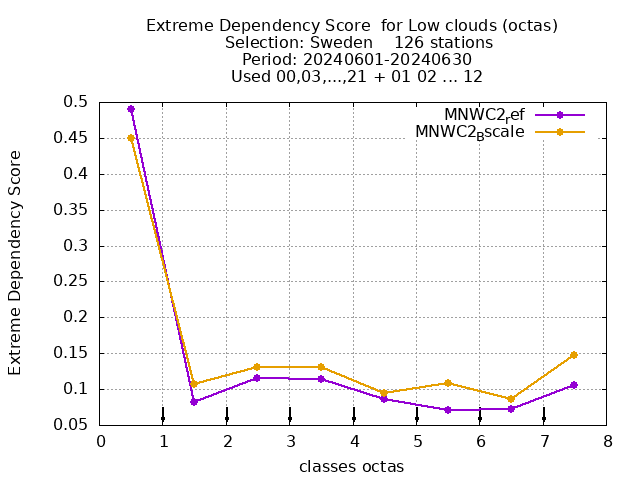 Extreme Dependency Score  for Low clouds (octas)
Selection: Sweden    126 stations
Period: 20240601-20240630
Used 00,03,...,21 + 01 02 ... 12
MNWC2ref
MNWC2Bscale
Extreme Dependency Score
0.5
0.45
0.4
0.35
0.3
0.25
0.2
0.15
0.1
0.05
0 1 2 3 4 5 6 7 8
classes octas